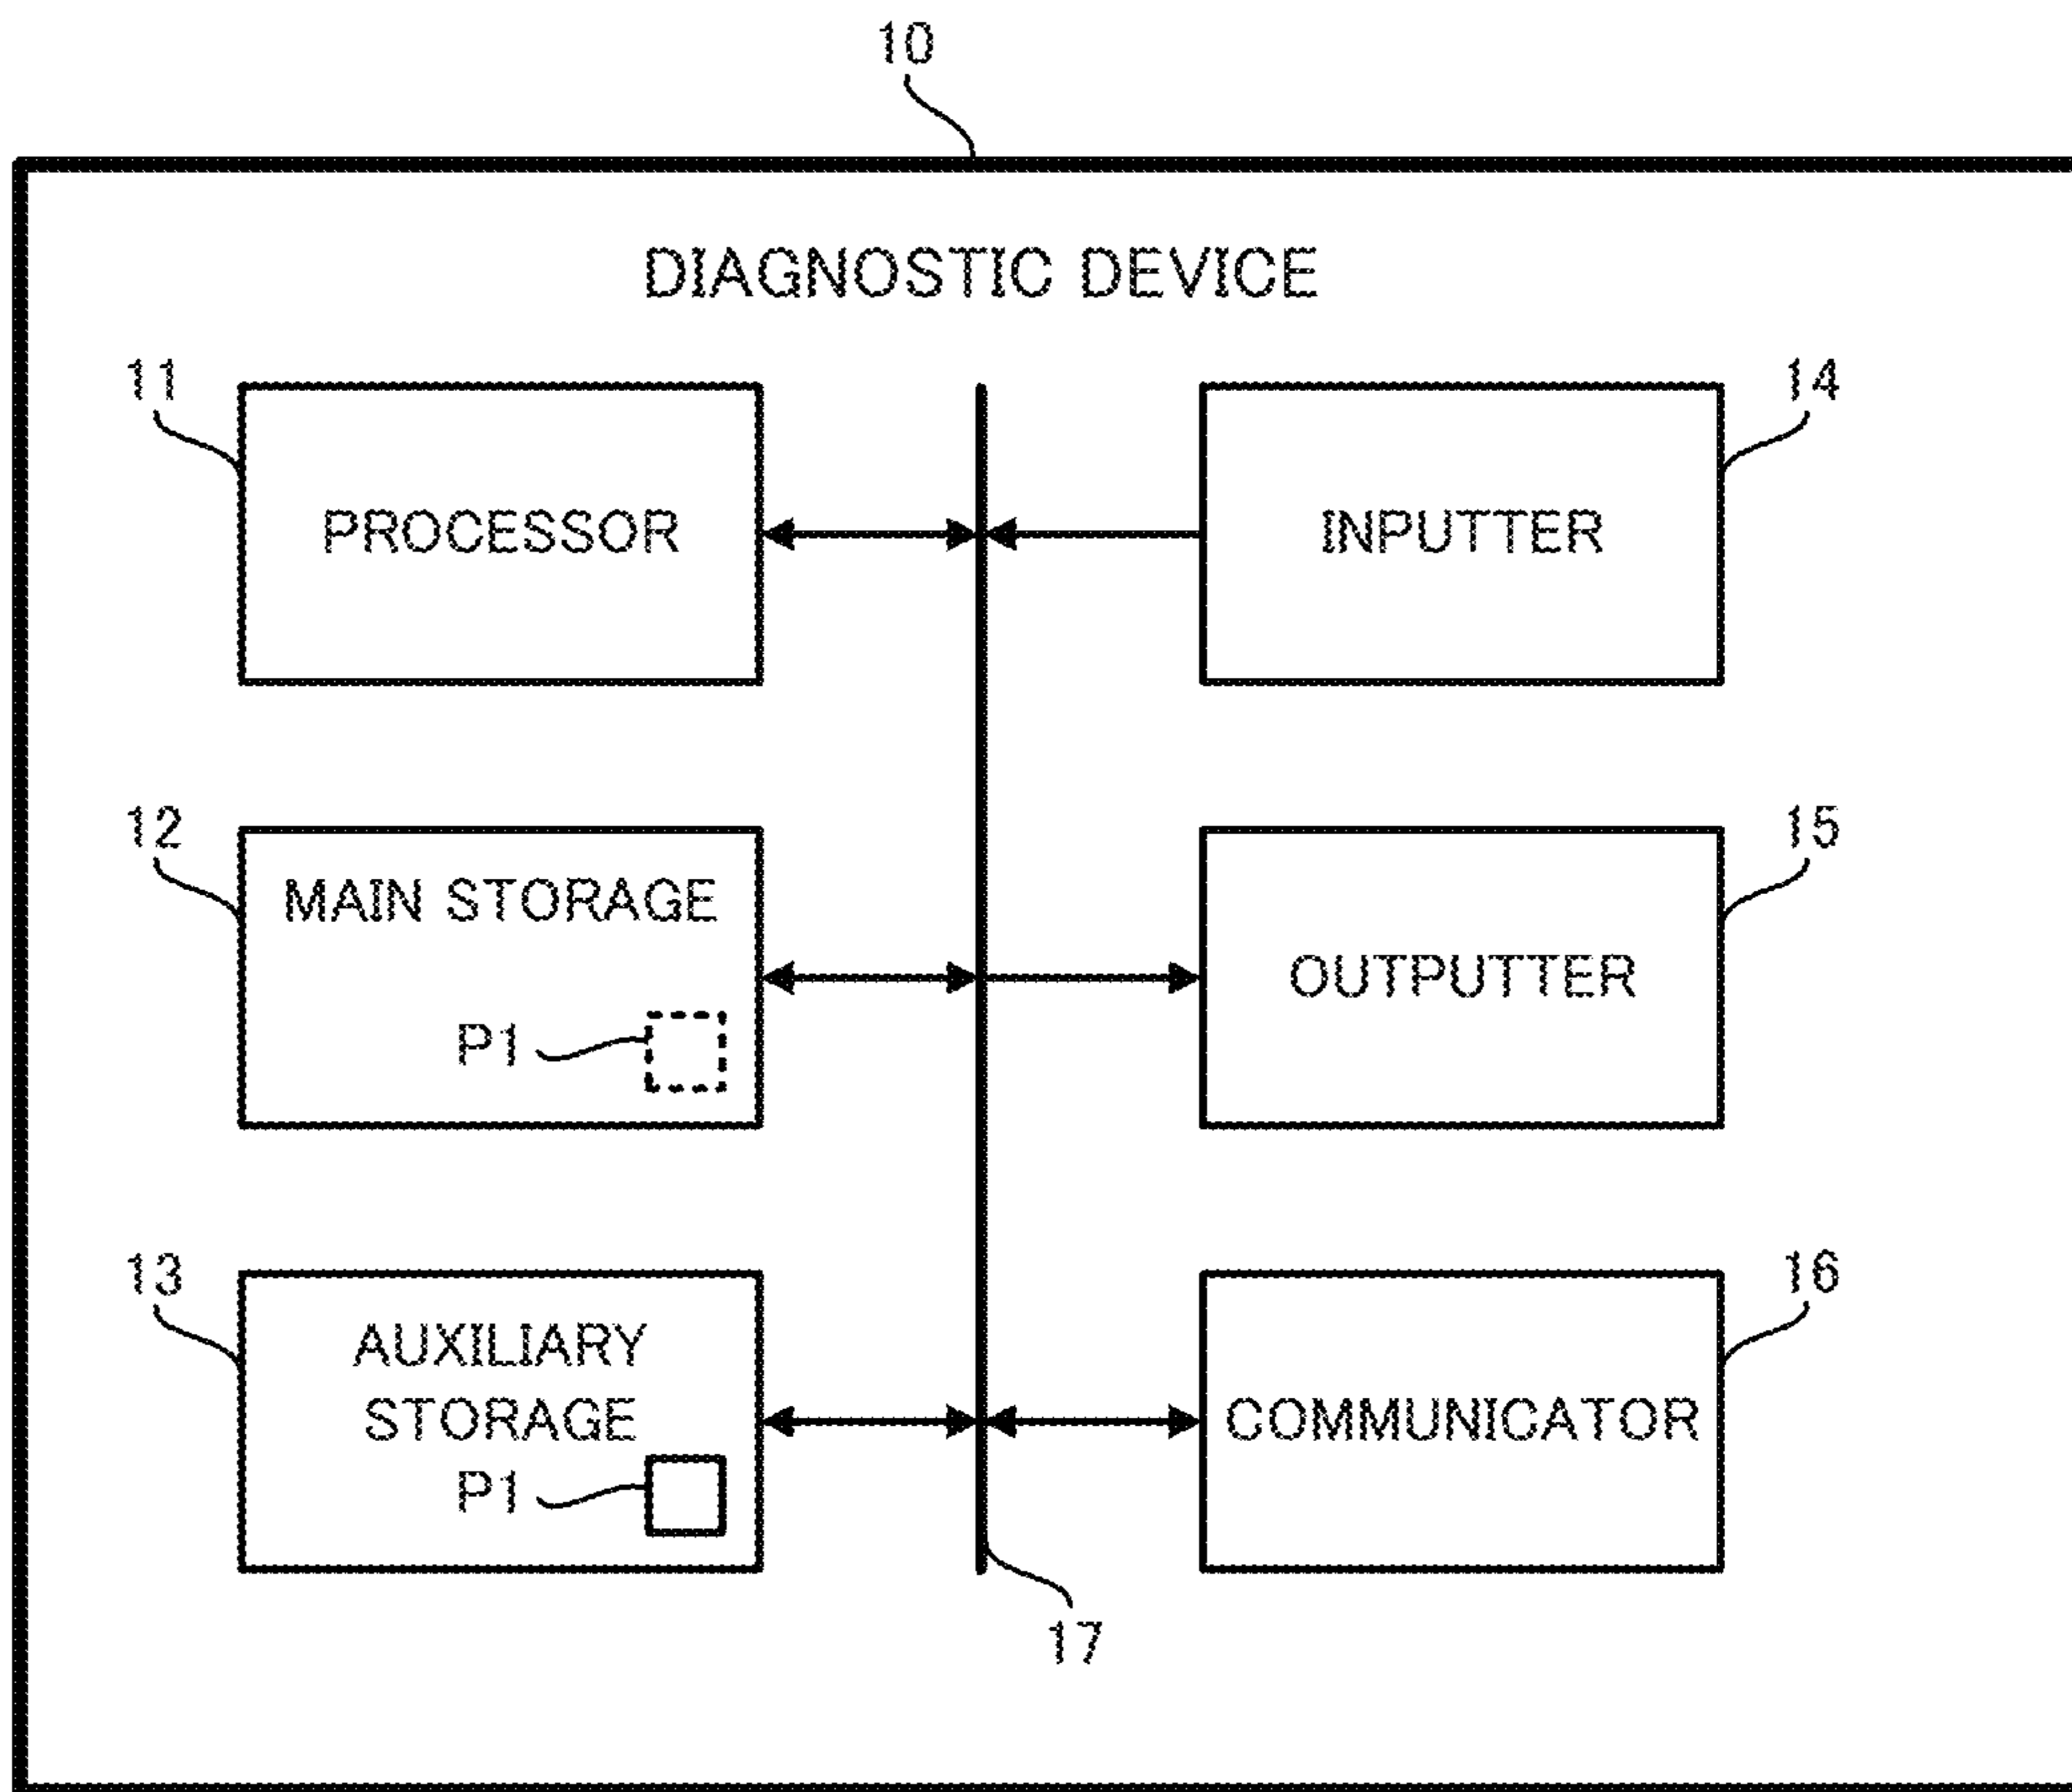 10
DIAGNOSTIC DEVICE
11
PROCESSOR
14
INPUTTER
12
MAIN STORAGE
P1
15
OUTPUTTER
13
AUXILIARY
STORAGE
P1
16
COMMUNICATOR
17